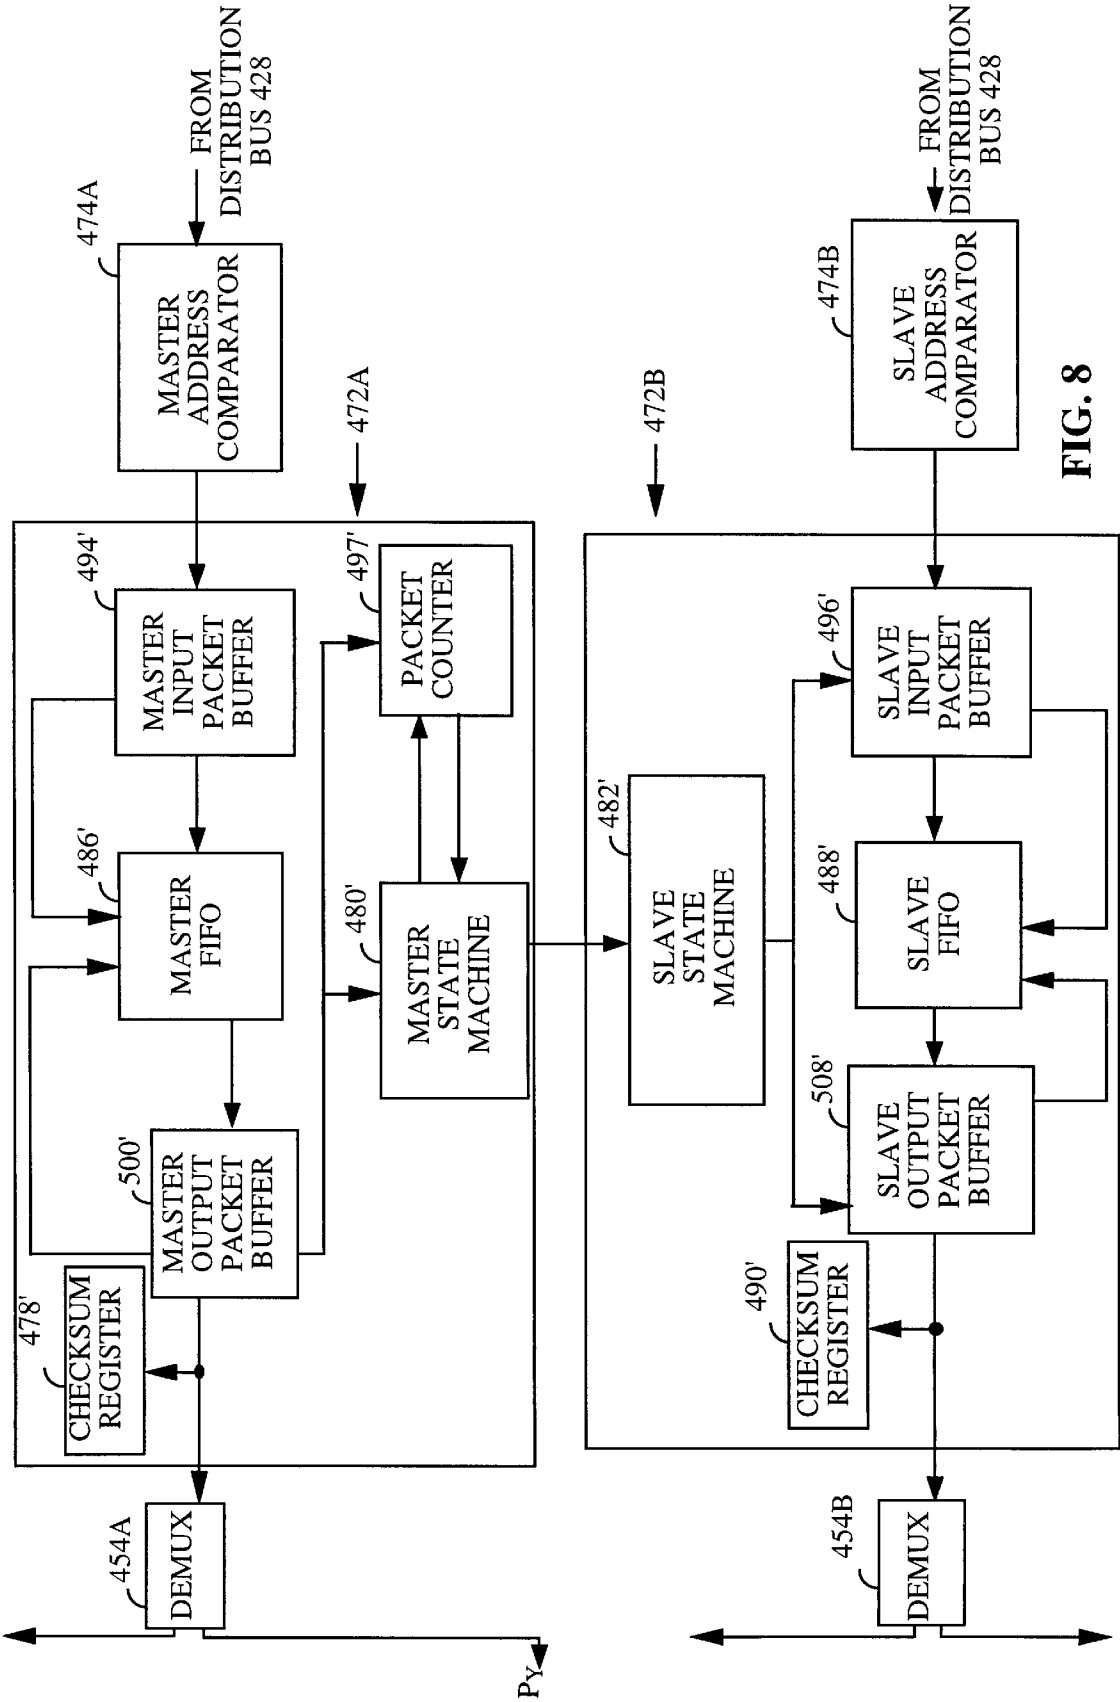 FROM
DISTRIBUTION
BUS 428
474A
MASTER
ADDRESS
COMPARATOR
472A
494'
MASTER
INPUT
PACKET
BUFFER
497'
PACKET
COUNTER
486'
MASTER
FIFO
480'
MASTER
STATE
MACHINE
500'
MASTER
OUTPUT
PACKET
BUFFER
478'
CHECKSUM
REGISTER
454A
DEMUX
PY
FROM
DISTRIBUTION
BUS 428
474B
SLAVE
ADDRESS
COMPARATOR
472B
496'
SLAVE
INPUT
PACKET
BUFFER
482'
SLAVE
STATE
MACHINE
488'
SLAVE
FIFO
508'
SLAVE
OUTPUT
PACKET
BUFFER
490'
CHECKSUM
REGISTER
454B
DEMUX
FIG. 8